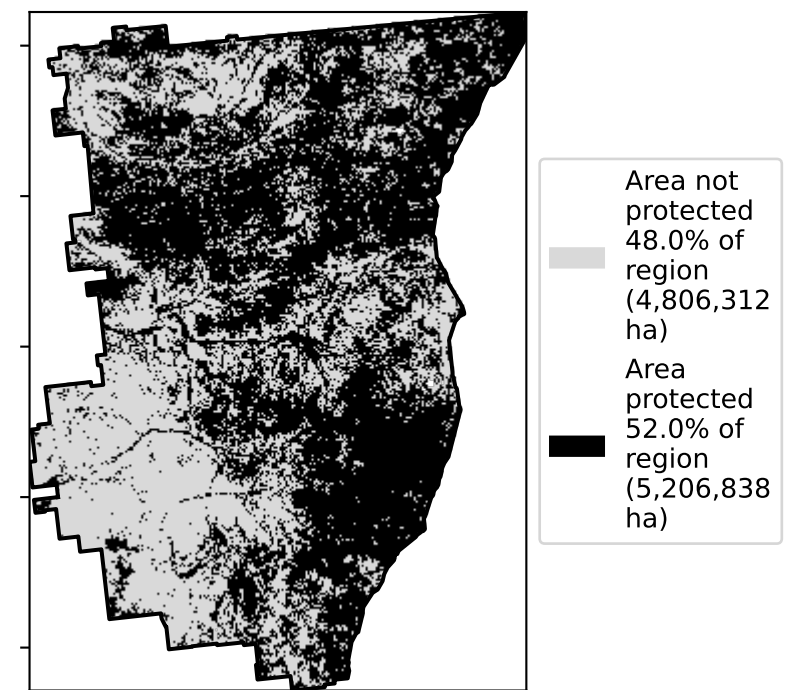 Area not
protected
48.0% of
region
(4,806,312
ha)
Area
protected
52.0% of
region
(5,206,838
ha)